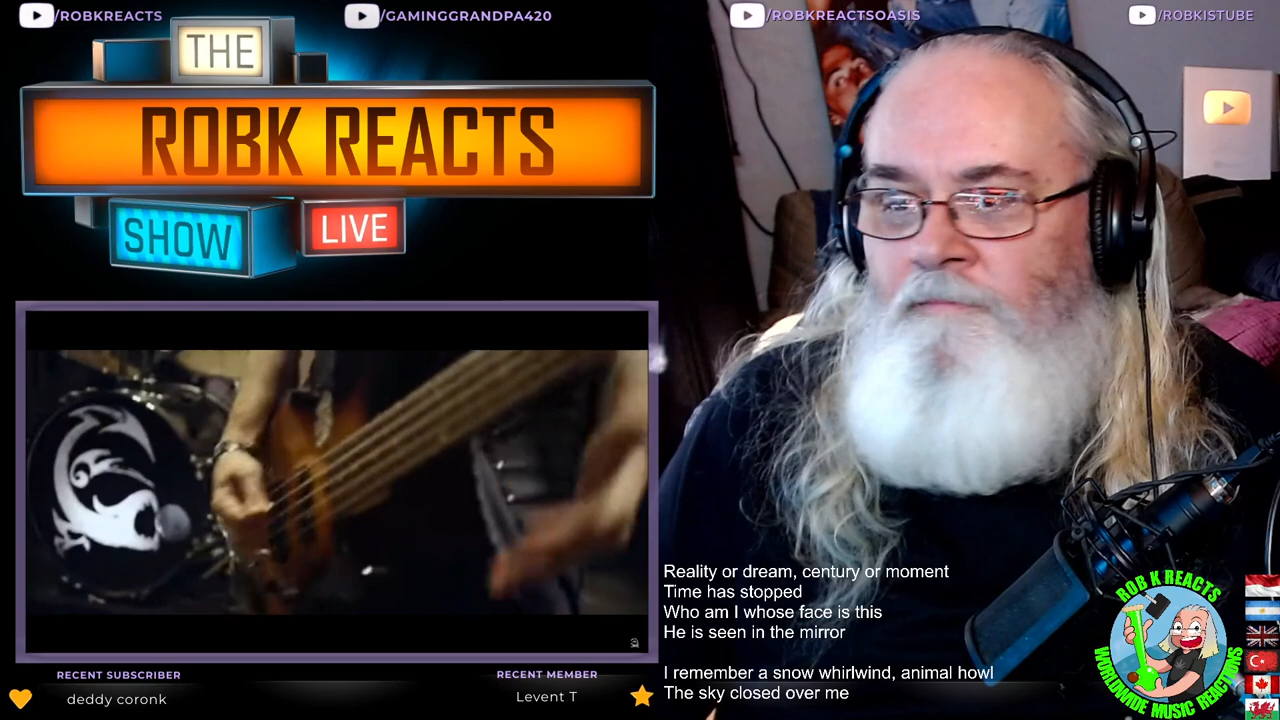 /ROBKREACTS
/GAMINGGRANDPA420
/ROBKREACTSOASIS
/ROBKISTUBE
THE
ROBK REACTS
SHOW
LIVE
Reality or dream, century or moment
Time has stopped
Who am I whose face is this
He is seen in the mirror
I remember a snow whirlwind, animal howl
The sky closed over me
RECENT SUBSCRIBER
deddy coronk
RECENT MEMBER
Levent T
ROB K REACTS
WORLDWIDE MUSIC REACTIONS